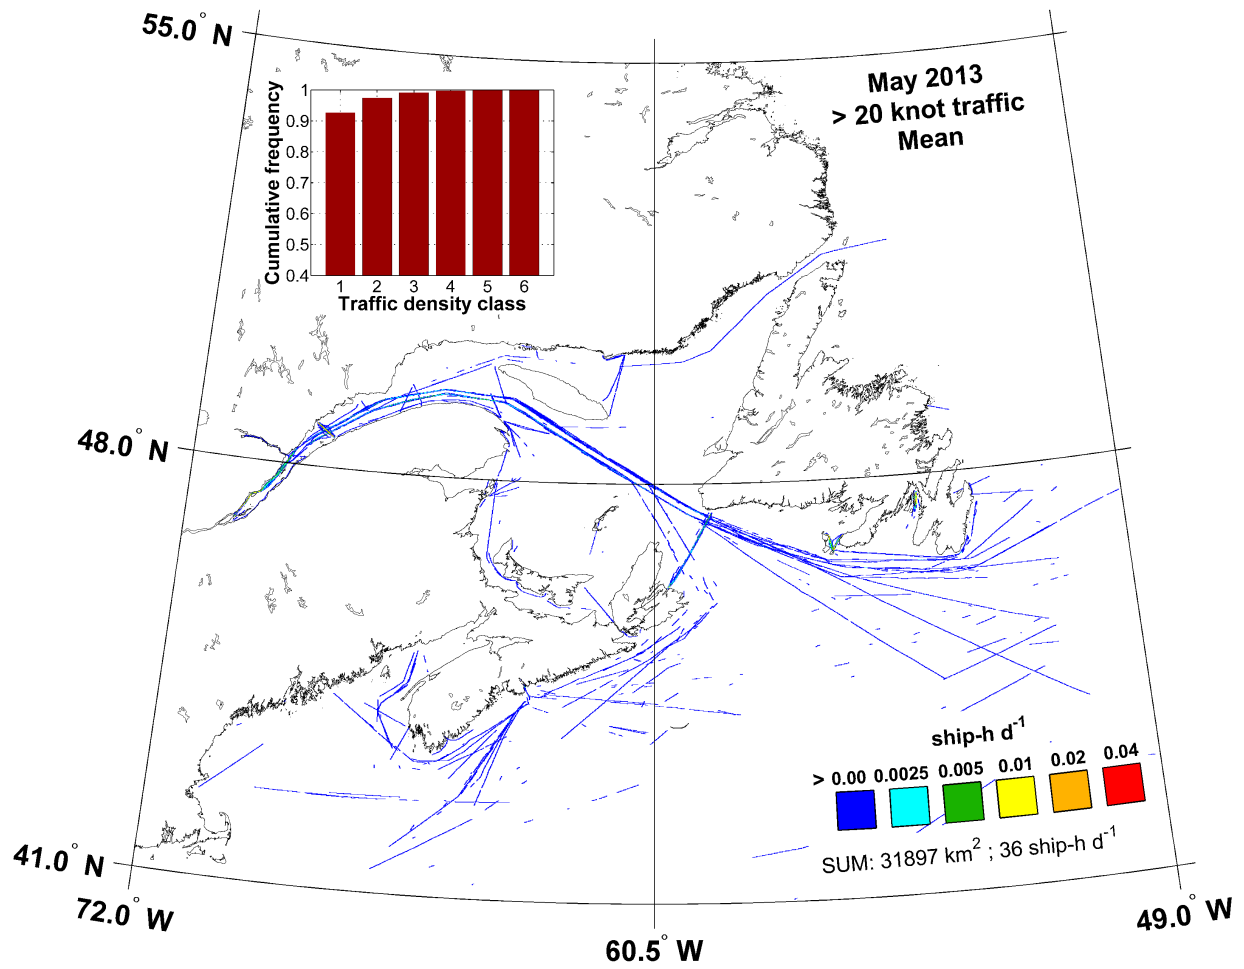 55.0° N
May 2013
> 20 knot traffic
Mean
Cumulative frequency
1
0.9
0.8
0.7
0.6
0.5
0.4
1 2 3 4 5 6
Traffic density class
48.0° N
ship-h d⁻¹
> 0.00 0.0025 0.005 0.01 0.02 0.04
SUM: 31897 km² ; 36 ship-h d⁻¹
41.0° N
72.0° W
60.5° W
49.0° W